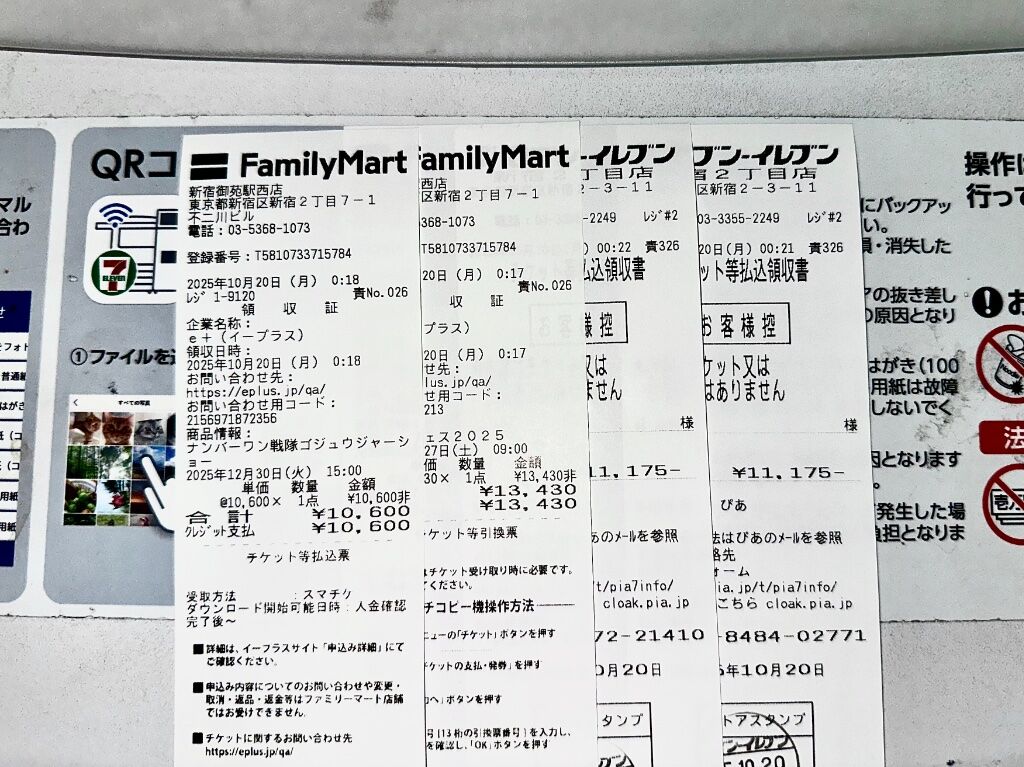 QRコ
マル
合わ
ELEVEN
①ファイルを送
すべての写真
FamilyMart
新宿御苑駅西店
東京都新宿区新宿2丁目7-1
不二川ビル
電話:03-5368-1073
登録番号:T5810733715784
2025年10月20日(月) 0:18
レジ1-9120 責No.026
領 収 証
企業名称:
e+(イープラス)
領収日時:
2025年10月20日(月) 0:18
お問い合わせ先:
https://eplus.jp/qa/
お問い合わせ用コード:
2156971872356
商品情報:
ナンバーワン戦隊ゴジュウジャーシ
ョー
2025年12月30日(火) 15:00
単価 数量 金額
@10,600× 1点 ¥10,600非
合 計 ¥10,600
クレジット支払 ¥10,600
チケット等払込票
受取方法 :スマチケ
ダウンロード開始可能日時:入金確認
完了後~
■詳細は、イープラスサイト「申込み詳細」にて
ご確認ください。
■申込み内容についてのお問い合わせや変更・
取消・返品・返金等はファミリーマート店舗
ではお受けできません。
■チケットに関するお問い合わせ先
https://eplus.jp/qa/
FamilyMart
西店
区新宿2丁目7-1
5368-1073
T5810733715784
20日(月) 0:17
責No.026
収 証
プラス)
20日(月) 0:17
せ先:
lus.jp/qa/
せ用コード:
213
ェス2025
27日(土) 09:00
価 数量 金額
30× 1点 ¥13,430非
¥13,430
¥13,430
ケット等引換票
はチケット受け取り時に必要です。
てください。
チコピー機操作方法
ニューの「チケット」ボタンを押す
ケットの支払・発券」を押す
へ」ボタンを押す
号(13桁の引換票番号)を入力し、
を確認し、「OK」ボタンを押す
-イレブン
丁目店
2-3-11
-2249 レジ#2
00:22 責326
払込領収書
様 控
又は
ません
様
11,175-
あのメールを参照
t/pia7info/
cloak.pia.jp
72-21410
0月20日
タンプ
ブン-イレブン
宿2丁目店
区新宿2-3-11
03-3355-2249 レジ#2
20日(月) 00:21 責326
ット等払込領収書
お 客 様 控
ケット又は
はありません
様
¥11,175-
ぴあ
法はぴあのメールを参照
絡先
ォーム
ia.jp/t/pia7info/
こちら cloak.pia.jp
-8484-02771
5年10月20日
トアスタンプ
ン-イレブン
5.10.20
操作は
行って
にバックアッ
い。
損・消失した
アの抜き差し
の原因となり
お
はがき(100
用紙は故障
しないでく
法
因となります
。
発生した場
負担となりま